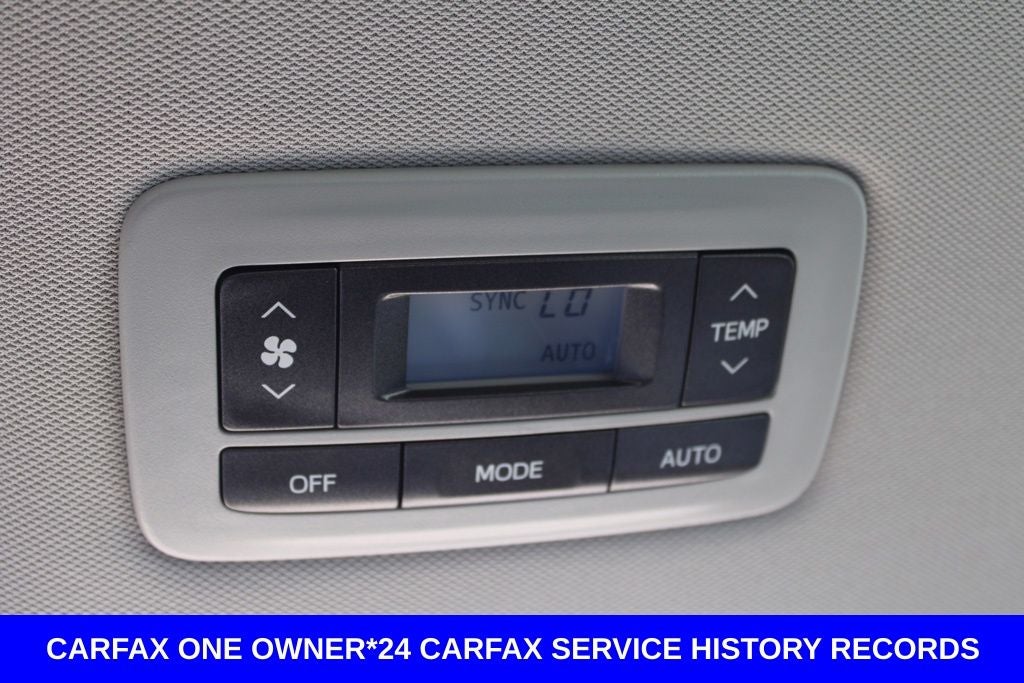 SYNC LO
AUTO
TEMP
OFF MODE AUTO
CARFAX ONE OWNER*24 CARFAX SERVICE HISTORY RECORDS